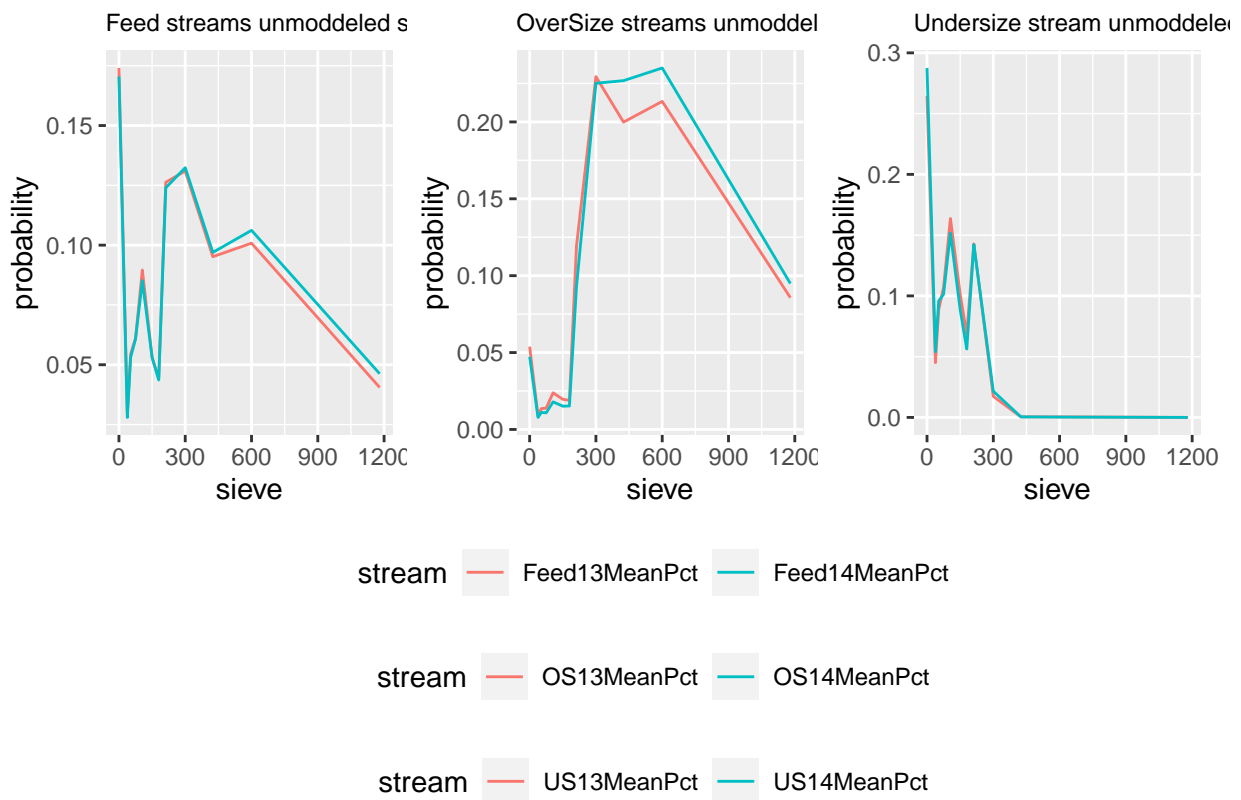 Feed streams unmoddeled s
OverSize streams unmoddel
Undersize stream unmoddeled
probability
0.15
0.10
0.05
0 300 600 900 1200
sieve
probability
0.20
0.15
0.10
0.05
0.00
0 300 600 900 1200
sieve
probability
0.3
0.2
0.1
0.0
0 300 600 900 1200
sieve
stream Feed13MeanPct Feed14MeanPct
stream OS13MeanPct OS14MeanPct
stream US13MeanPct US14MeanPct